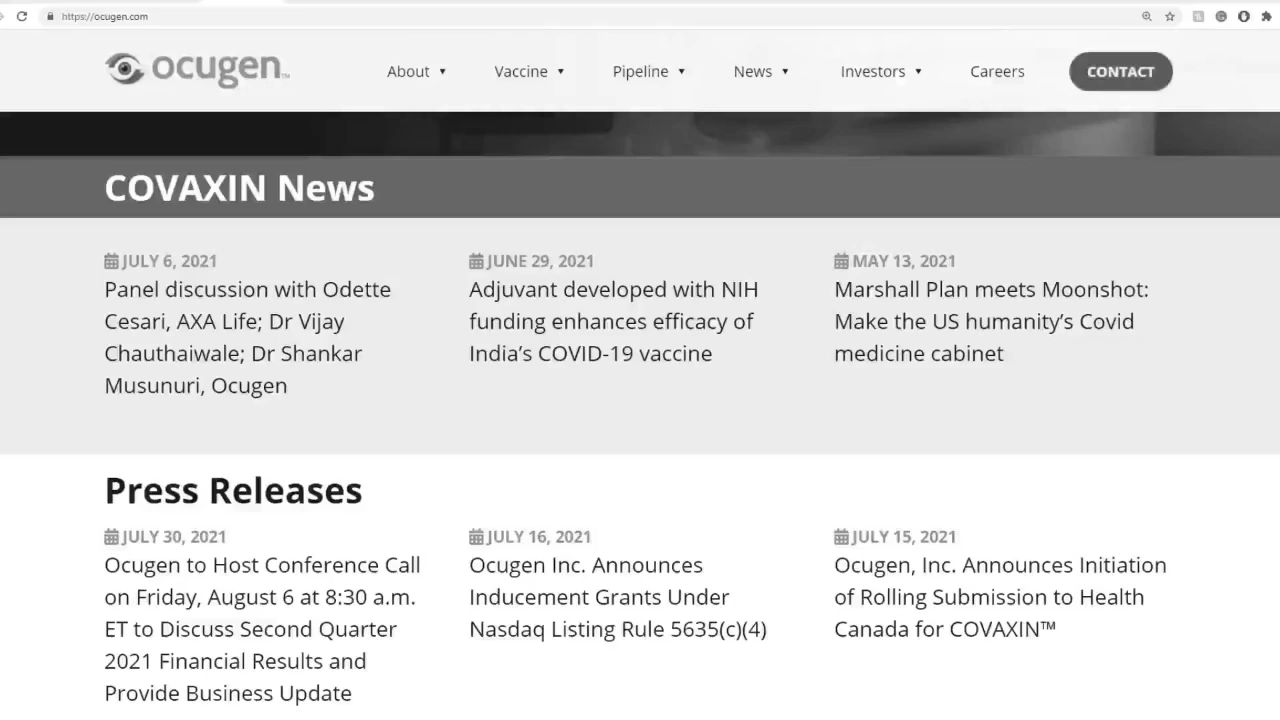 https://ocugen.com
ocugen™
About
Vaccine
Pipeline
News
Investors
Careers
CONTACT
COVAXIN News
JULY 6, 2021
Panel discussion with Odette
Cesari, AXA Life; Dr Vijay
Chauthaiwale; Dr Shankar
Musunuri, Ocugen
JUNE 29, 2021
Adjuvant developed with NIH
funding enhances efficacy of
India’s COVID-19 vaccine
MAY 13, 2021
Marshall Plan meets Moonshot:
Make the US humanity’s Covid
medicine cabinet
Press Releases
JULY 30, 2021
Ocugen to Host Conference Call
on Friday, August 6 at 8:30 a.m.
ET to Discuss Second Quarter
2021 Financial Results and
Provide Business Update
JULY 16, 2021
Ocugen Inc. Announces
Inducement Grants Under
Nasdaq Listing Rule 5635(c)(4)
JULY 15, 2021
Ocugen, Inc. Announces Initiation
of Rolling Submission to Health
Canada for COVAXIN™